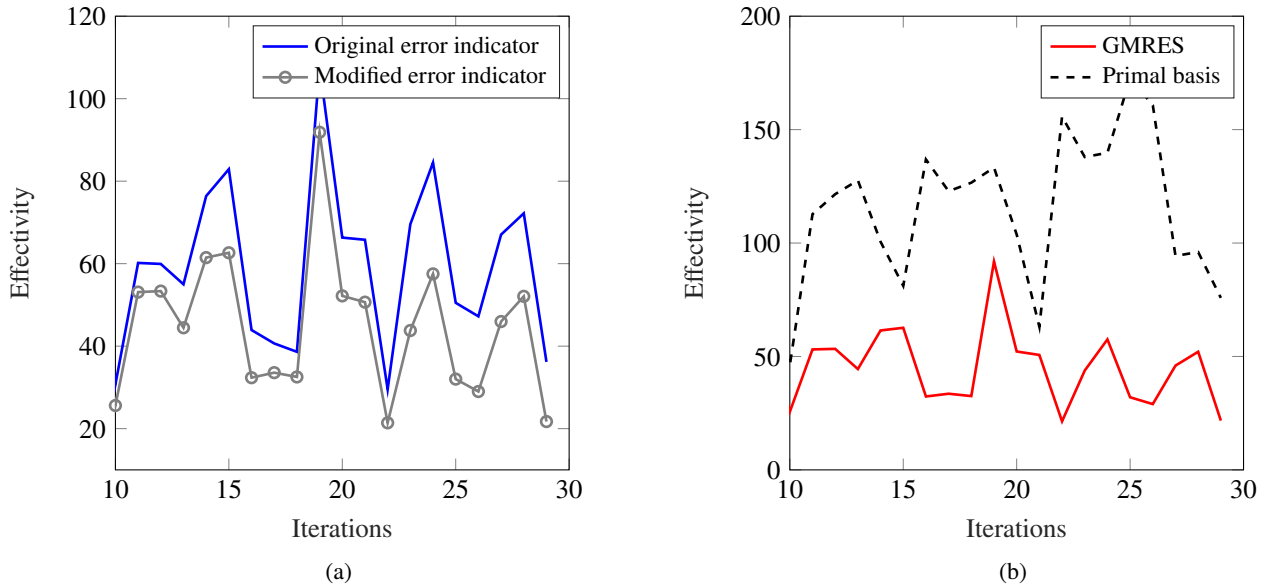 120
100
80
60
40
20
Effectivity
Original error indicator
Modified error indicator
10
15
20
25
30
Iterations
(a)
200
150
100
50
0
Effectivity
GMRES
Primal basis
10
15
20
25
30
Iterations
(b)